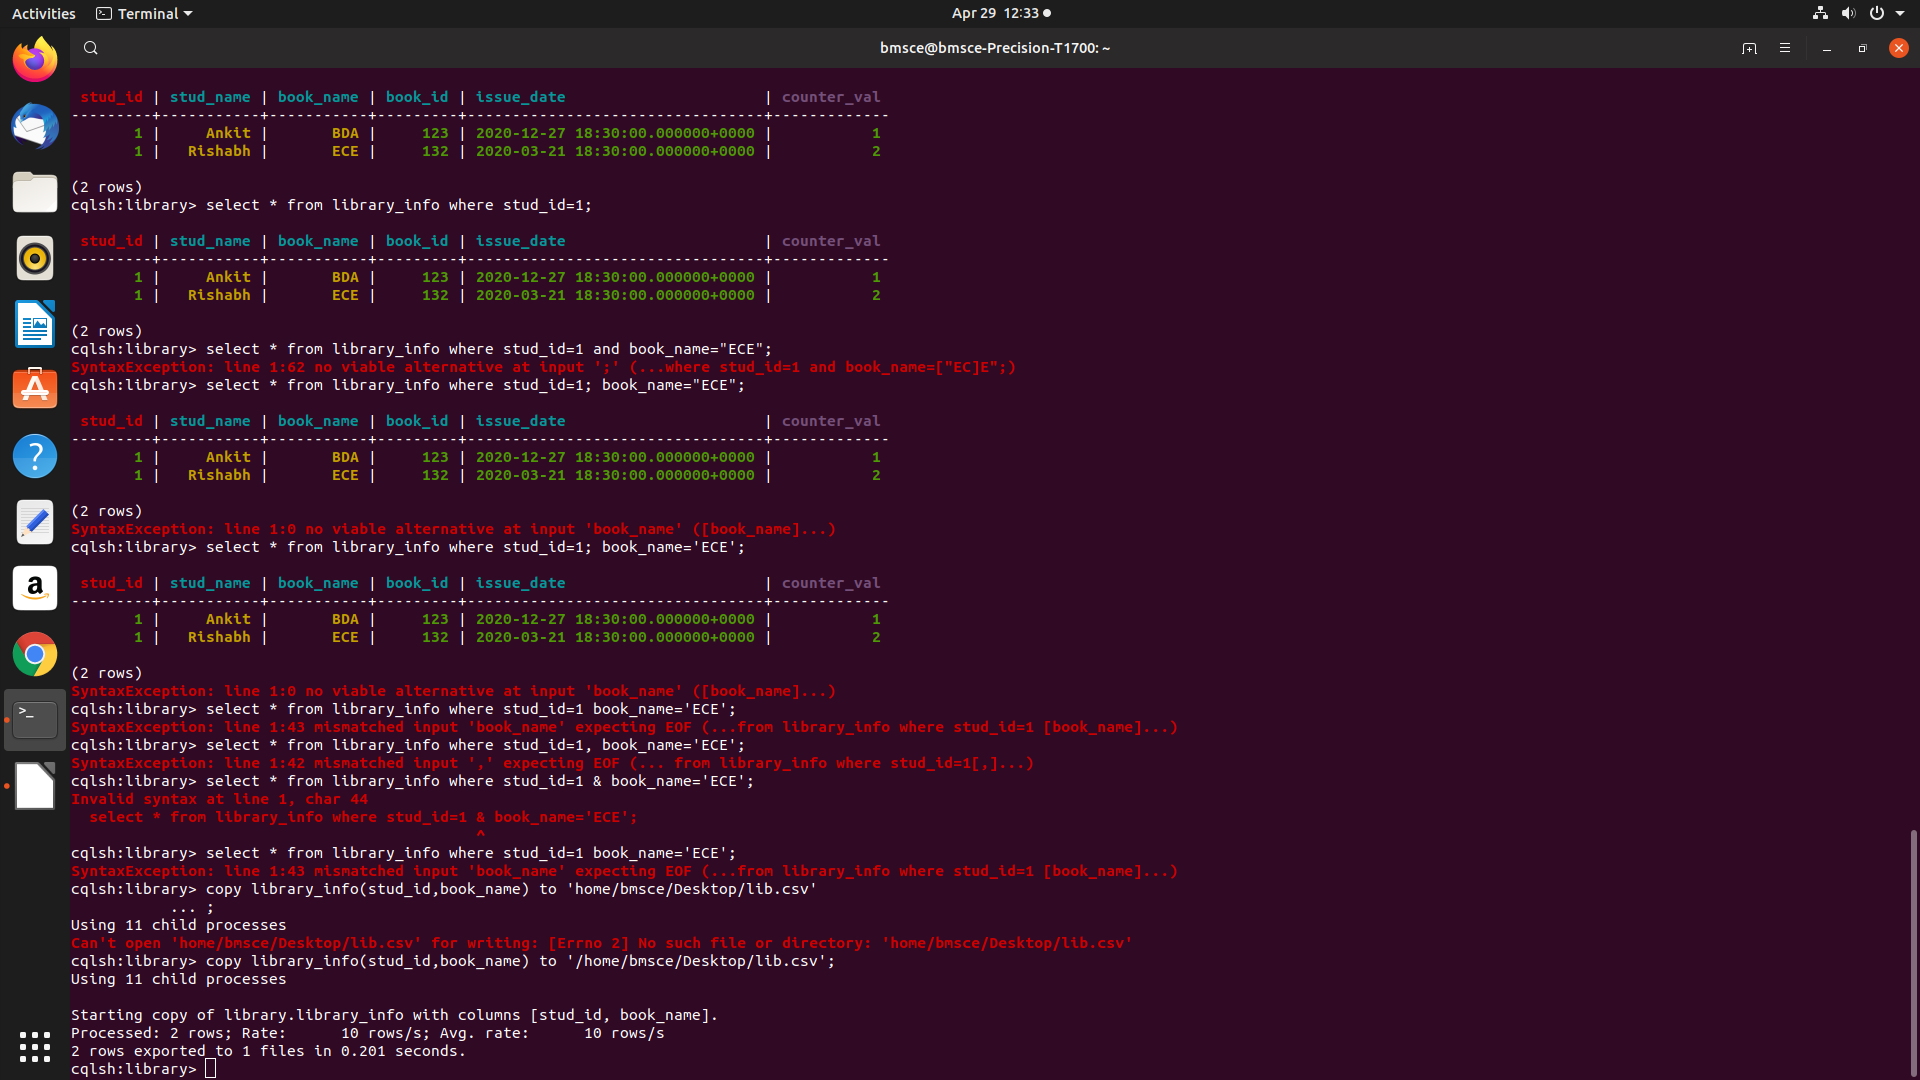 Activities
Terminal
Apr 29 12:33
bmsce@bmsce-Precision-T1700: ~
stud_id | stud_name | book_name | book_id | issue_date                      | counter_val
---------+-----------+-----------+---------+---------------------------------+-------------
       1 |     Ankit |       BDA |     123 | 2020-12-27 18:30:00.000000+0000 |           1
       1 |   Rishabh |       ECE |     132 | 2020-03-21 18:30:00.000000+0000 |           2
(2 rows)
cqlsh:library> select * from library_info where stud_id=1;
stud_id | stud_name | book_name | book_id | issue_date                      | counter_val
---------+-----------+-----------+---------+---------------------------------+-------------
       1 |     Ankit |       BDA |     123 | 2020-12-27 18:30:00.000000+0000 |           1
       1 |   Rishabh |       ECE |     132 | 2020-03-21 18:30:00.000000+0000 |           2
(2 rows)
cqlsh:library> select * from library_info where stud_id=1 and book_name="ECE";
SyntaxException: line 1:62 no viable alternative at input ';' (...where stud_id=1 and book_name=["EC]E";)
cqlsh:library> select * from library_info where stud_id=1; book_name="ECE";
stud_id | stud_name | book_name | book_id | issue_date                      | counter_val
---------+-----------+-----------+---------+---------------------------------+-------------
       1 |     Ankit |       BDA |     123 | 2020-12-27 18:30:00.000000+0000 |           1
       1 |   Rishabh |       ECE |     132 | 2020-03-21 18:30:00.000000+0000 |           2
(2 rows)
SyntaxException: line 1:0 no viable alternative at input 'book_name' ([book_name]...)
cqlsh:library> select * from library_info where stud_id=1; book_name='ECE';
stud_id | stud_name | book_name | book_id | issue_date                      | counter_val
---------+-----------+-----------+---------+---------------------------------+-------------
       1 |     Ankit |       BDA |     123 | 2020-12-27 18:30:00.000000+0000 |           1
       1 |   Rishabh |       ECE |     132 | 2020-03-21 18:30:00.000000+0000 |           2
(2 rows)
SyntaxException: line 1:0 no viable alternative at input 'book_name' ([book_name]...)
cqlsh:library> select * from library_info where stud_id=1 book_name='ECE';
SyntaxException: line 1:43 mismatched input 'book_name' expecting EOF (...from library_info where stud_id=1 [book_name]...)
cqlsh:library> select * from library_info where stud_id=1, book_name='ECE';
SyntaxException: line 1:42 mismatched input ',' expecting EOF (... from library_info where stud_id=1[,]...)
cqlsh:library> select * from library_info where stud_id=1 & book_name='ECE';
Invalid syntax at line 1, char 44
  select * from library_info where stud_id=1 & book_name='ECE';
                                             ^
cqlsh:library> select * from library_info where stud_id=1 book_name='ECE';
SyntaxException: line 1:43 mismatched input 'book_name' expecting EOF (...from library_info where stud_id=1 [book_name]...)
cqlsh:library> copy library_info(stud_id,book_name) to 'home/bmsce/Desktop/lib.csv'
           ... ;
Using 11 child processes
Can't open 'home/bmsce/Desktop/lib.csv' for writing: [Errno 2] No such file or directory: 'home/bmsce/Desktop/lib.csv'
cqlsh:library> copy library_info(stud_id,book_name) to '/home/bmsce/Desktop/lib.csv';
Using 11 child processes
Starting copy of library.library_info with columns [stud_id, book_name].
Processed: 2 rows; Rate:      10 rows/s; Avg. rate:      10 rows/s
2 rows exported to 1 files in 0.201 seconds.
cqlsh:library>